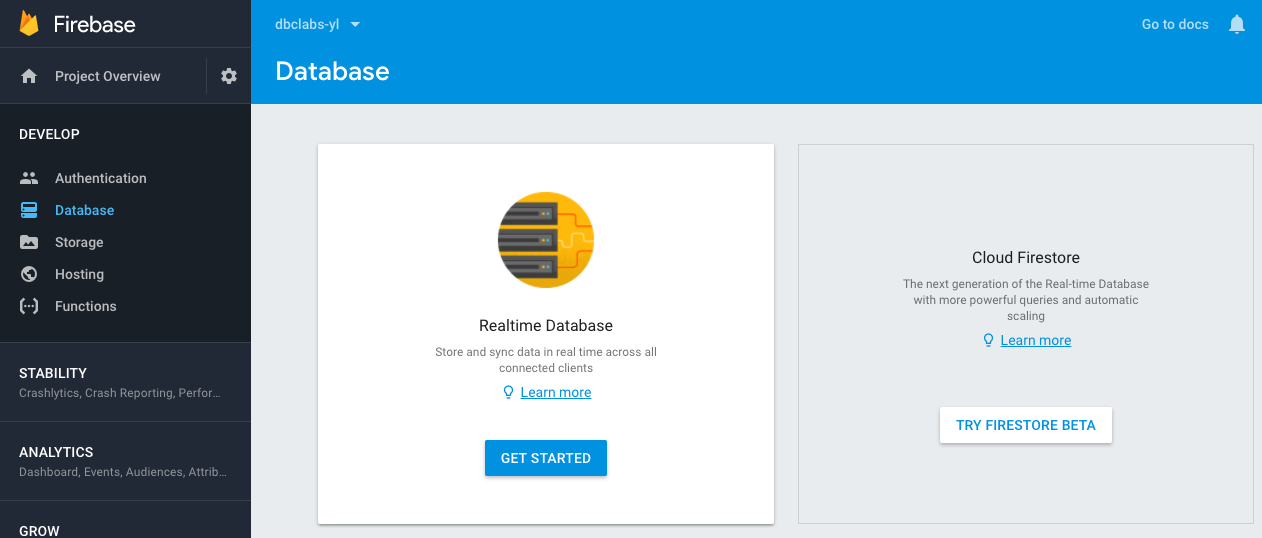 Firebase
Project Overview
DEVELOP
Authentication
Database
Storage
Hosting
Functions
STABILITY
Crashlytics, Crash Reporting, Perfor...
ANALYTICS
Dashboard, Events, Audiences, Attrib...
GROW
dbclabs-yl
Go to docs
Database
Realtime Database
Store and sync data in real time across all
connected clients
Learn more
GET STARTED
Cloud Firestore
The next generation of the Real-time Database
with more powerful queries and automatic
scaling
Learn more
TRY FIRESTORE BETA